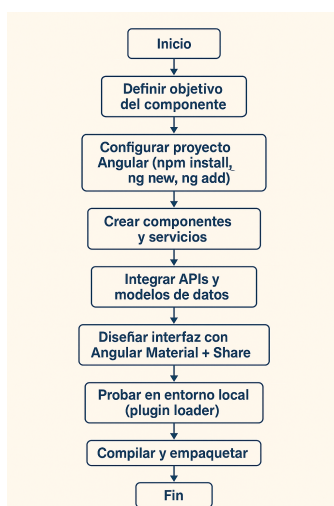 Inicio
Definir objetivo
del componente
Configurar proyecto
Angular (npm install,
ng new, ng add)
Crear componentes
y servicios
Integrar APIs y
modelos de datos
Diseñar interfaz con
Angular Material + Share
Probar en entorno local
(plugin loader)
Compilar y empaquetar
Fin